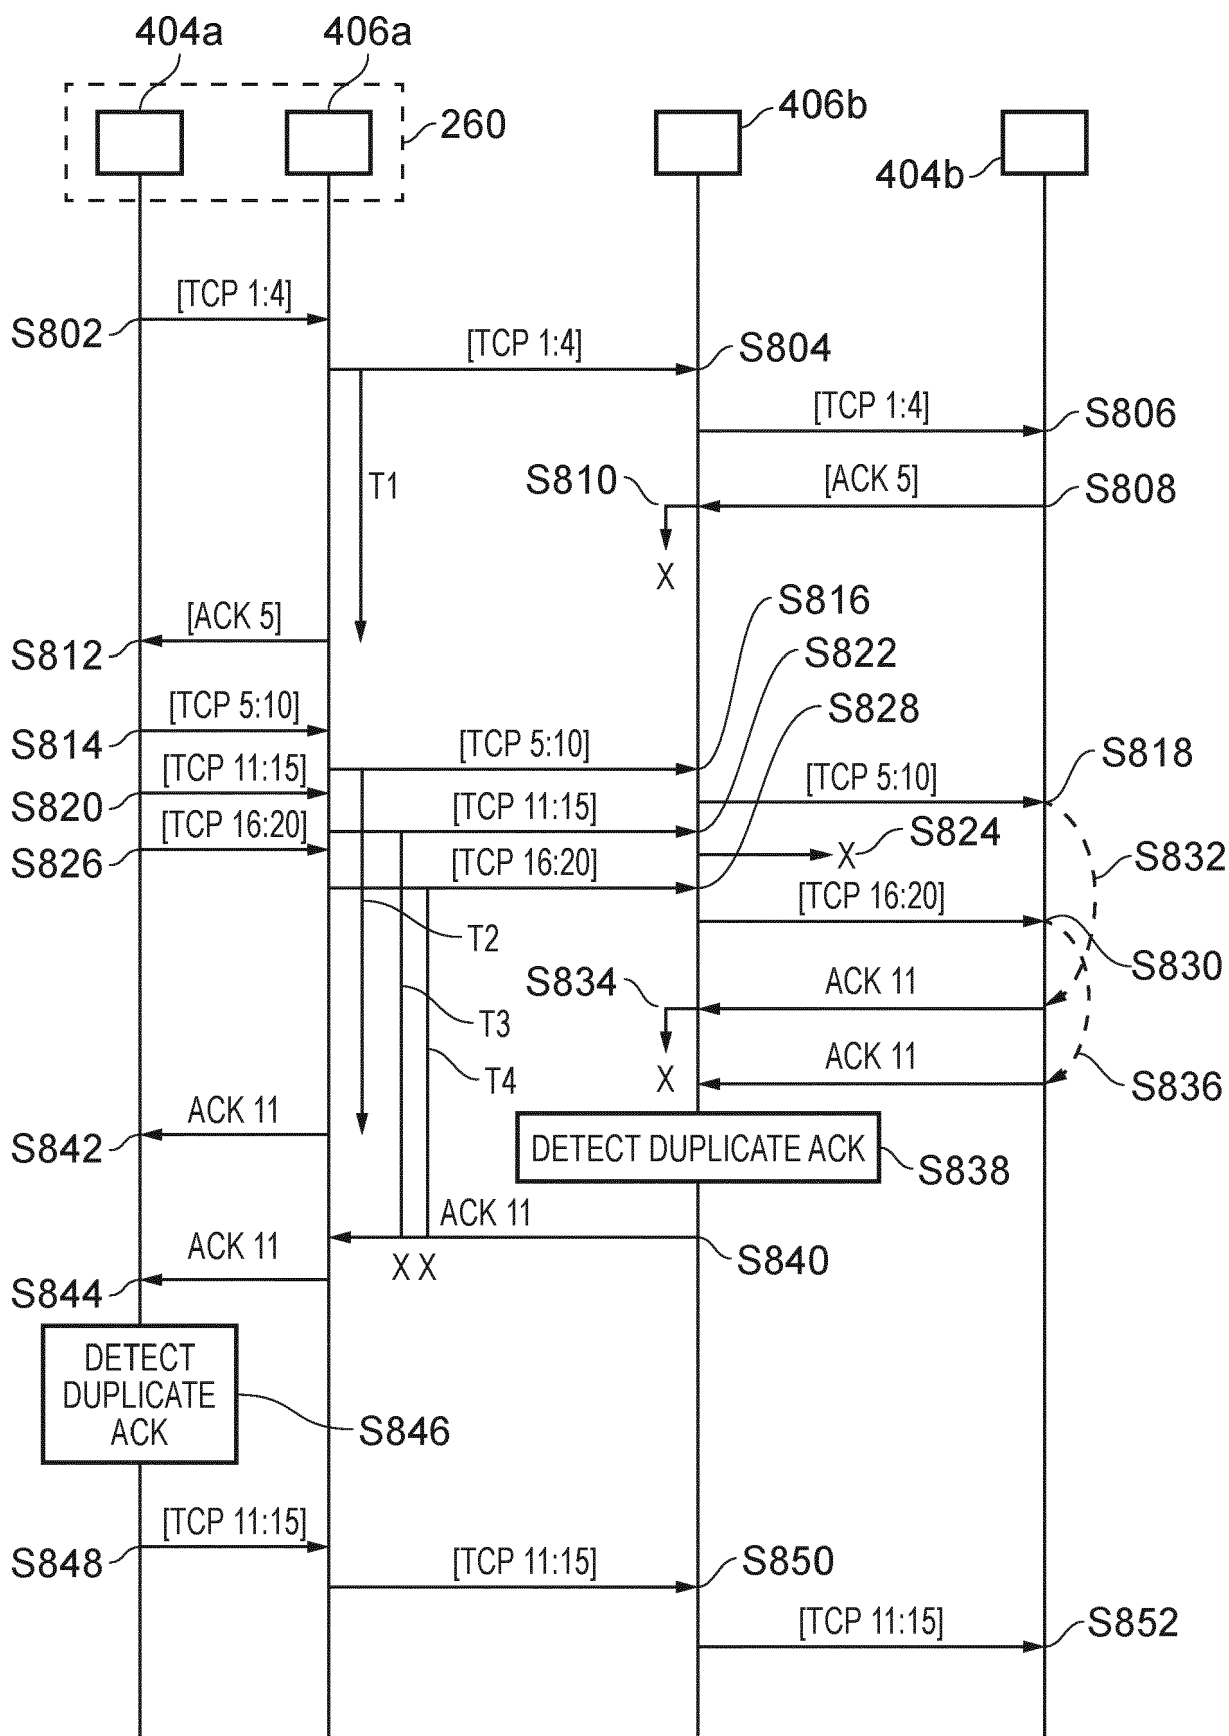 404a
406a
406b
260
404b
[TCP 1:4]
S802
[TCP 1:4]
S804
[TCP 1:4]
S806
T1
S810
[ACK 5]
S808
X
S816
[ACK 5]
S812
S822
[TCP 5:10]
S814
S828
[TCP 5:10]
S818
[TCP 11:15]
S820
[TCP 5:10]
[TCP 11:15]
[TCP 16:20]
S826
S824
X
S832
[TCP 16:20]
[TCP 16:20]
T2
S830
S834
ACK 11
T3
X
ACK 11
T4
S836
ACK 11
S842
DETECT DUPLICATE ACK
S838
ACK 11
S840
ACK 11
X X
S844
DETECT
DUPLICATE
ACK
S846
[TCP 11:15]
S848
[TCP 11:15]
S850
[TCP 11:15]
S852